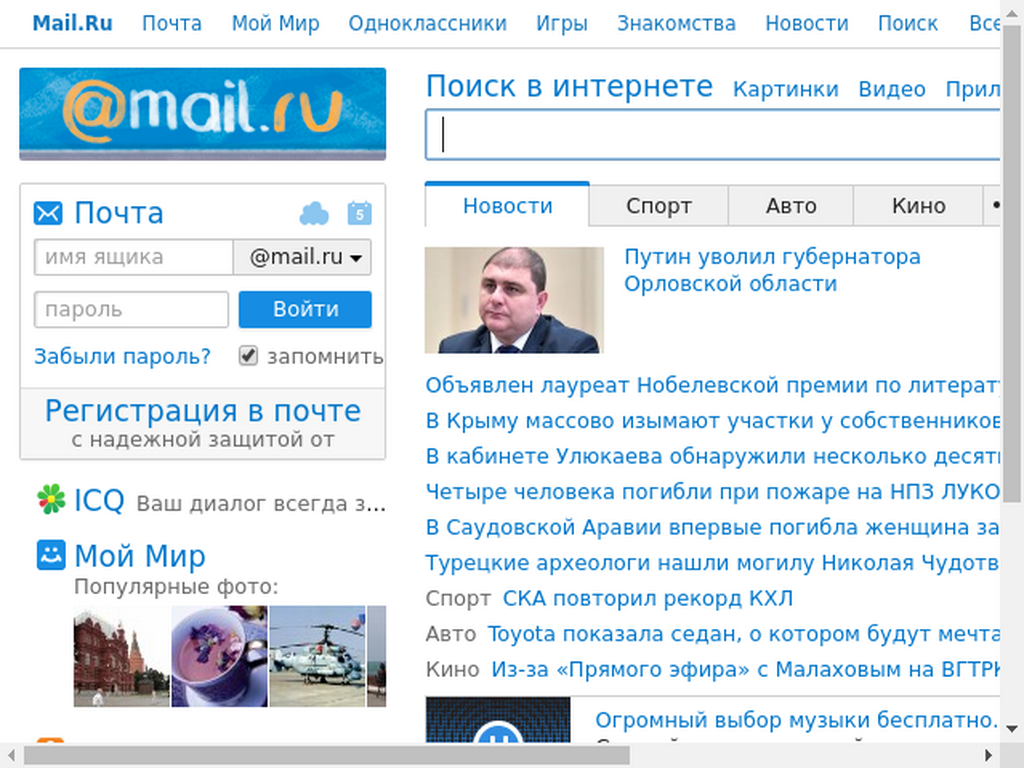 Mail.Ru Почта Мой Мир Одноклассники Игры Знакомства Новости Поиск Все
@mail.ru
Поиск в интернете Картинки Видео Прил
Почта 5
имя ящика @mail.ru
пароль Войти
Забыли пароль? запомнить
Регистрация в почте
с надежной защитой от
ICQ Ваш диалог всегда з...
Мой Мир
Популярные фото:
Новости Спорт Авто Кино
Путин уволил губернатора
Орловской области
Объявлен лауреат Нобелевской премии по литерат
В Крыму массово изымают участки у собственников
В кабинете Улюкаева обнаружили несколько десят
Четыре человека погибли при пожаре на НПЗ ЛУКО
В Саудовской Аравии впервые погибла женщина за
Турецкие археологи нашли могилу Николая Чудотв
Спорт СКА повторил рекорд КХЛ
Авто Toyota показала седан, о котором будут мечта
Кино Из-за «Прямого эфира» с Малаховым на ВГТРК
Огромный выбор музыки бесплатно.